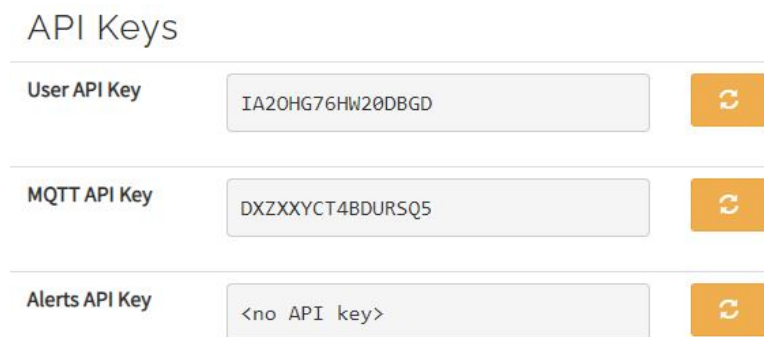 API Keys
User API Key
IA2OHG76HW20DBGD
MQTT API Key
DXZXXYCT4BDURSQ5
Alerts API Key
<no API key>